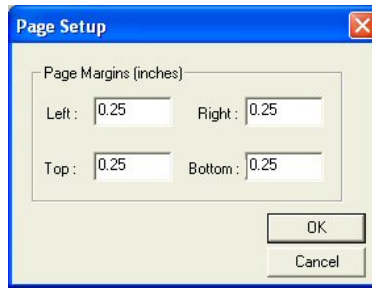 Page Setup
Page Margins (inches)
Left : 0.25 Right : 0.25
Top : 0.25 Bottom : 0.25
OK
Cancel